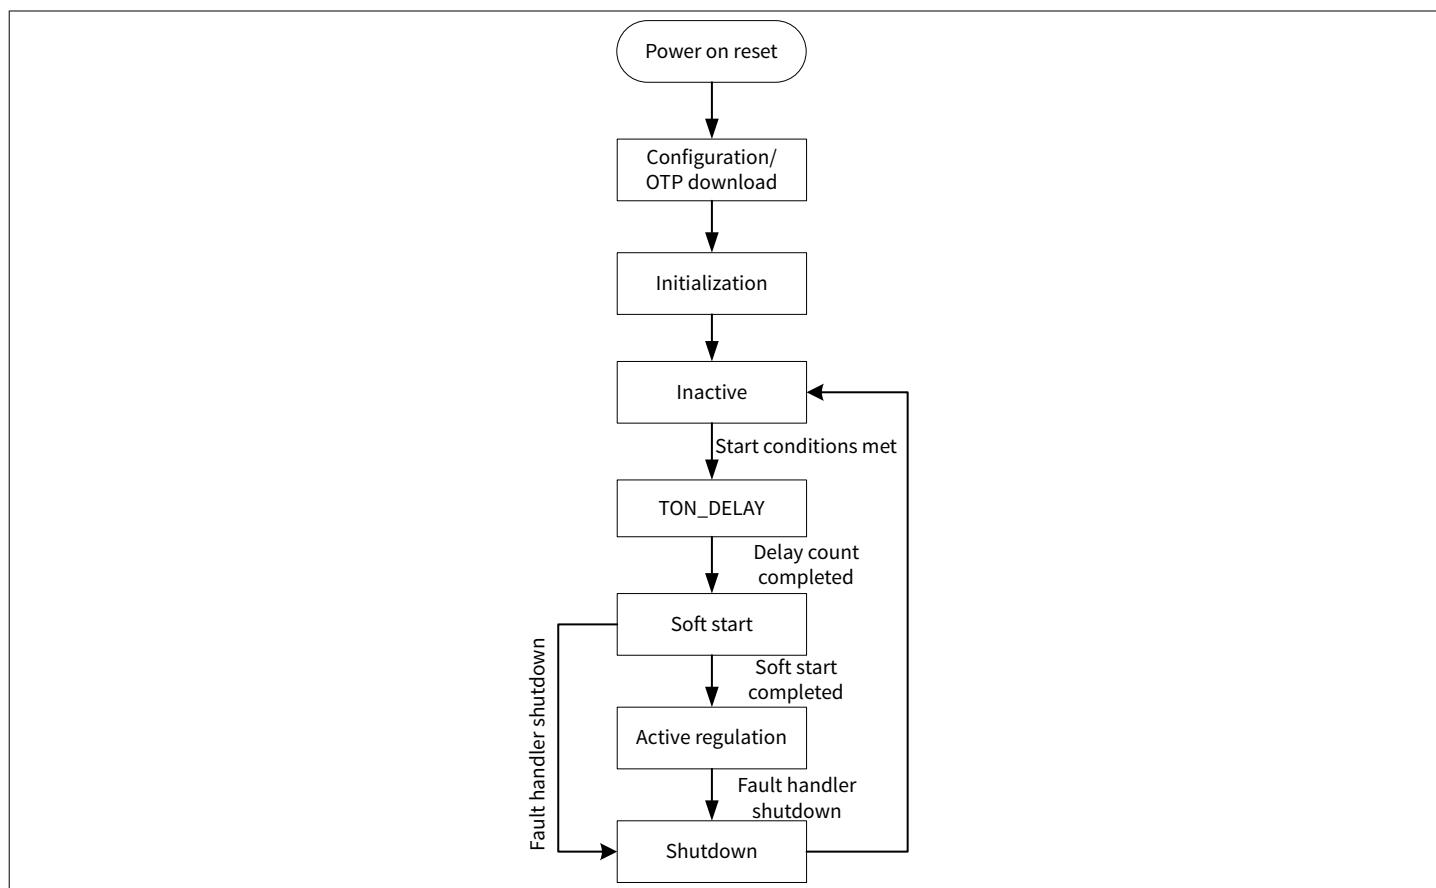 Power on reset
Configuration/
OTP download
Initialization
Inactive
Start conditions met
TON_DELAY
Delay count
completed
Soft start
Fault handler shutdown
Soft start
completed
Active regulation
Fault handler
shutdown
Shutdown